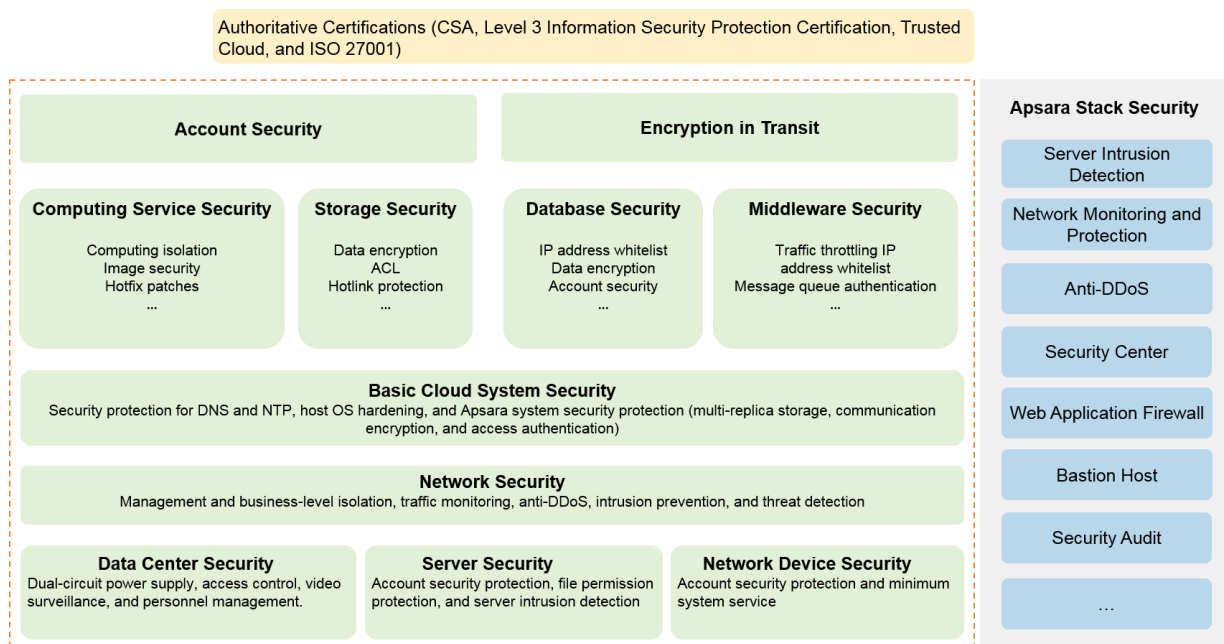 Authoritative Certifications (CSA, Level 3 Information Security Protection Certification, Trusted
Cloud, and ISO 27001)
Account Security
Encryption in Transit
Computing Service Security
Computing isolation
Image security
Hotfix patches
...
Storage Security
Data encryption
ACL
Hotlink protection
...
Database Security
IP address whitelist
Data encryption
Account security
...
Middleware Security
Traffic throttling IP
address whitelist
Message queue authentication
...
Basic Cloud System Security
Security protection for DNS and NTP, host OS hardening, and Apsara system security protection (multi-replica storage, communication
encryption, and access authentication)
Network Security
Management and business-level isolation, traffic monitoring, anti-DDoS, intrusion prevention, and threat detection
Data Center Security
Dual-circuit power supply, access control, video
surveillance, and personnel management.
Server Security
Account security protection, file permission
protection, and server intrusion detection
Network Device Security
Account security protection and minimum
system service
Apsara Stack Security
Server Intrusion
Detection
Network Monitoring and
Protection
Anti-DDoS
Security Center
Web Application Firewall
Bastion Host
Security Audit
...